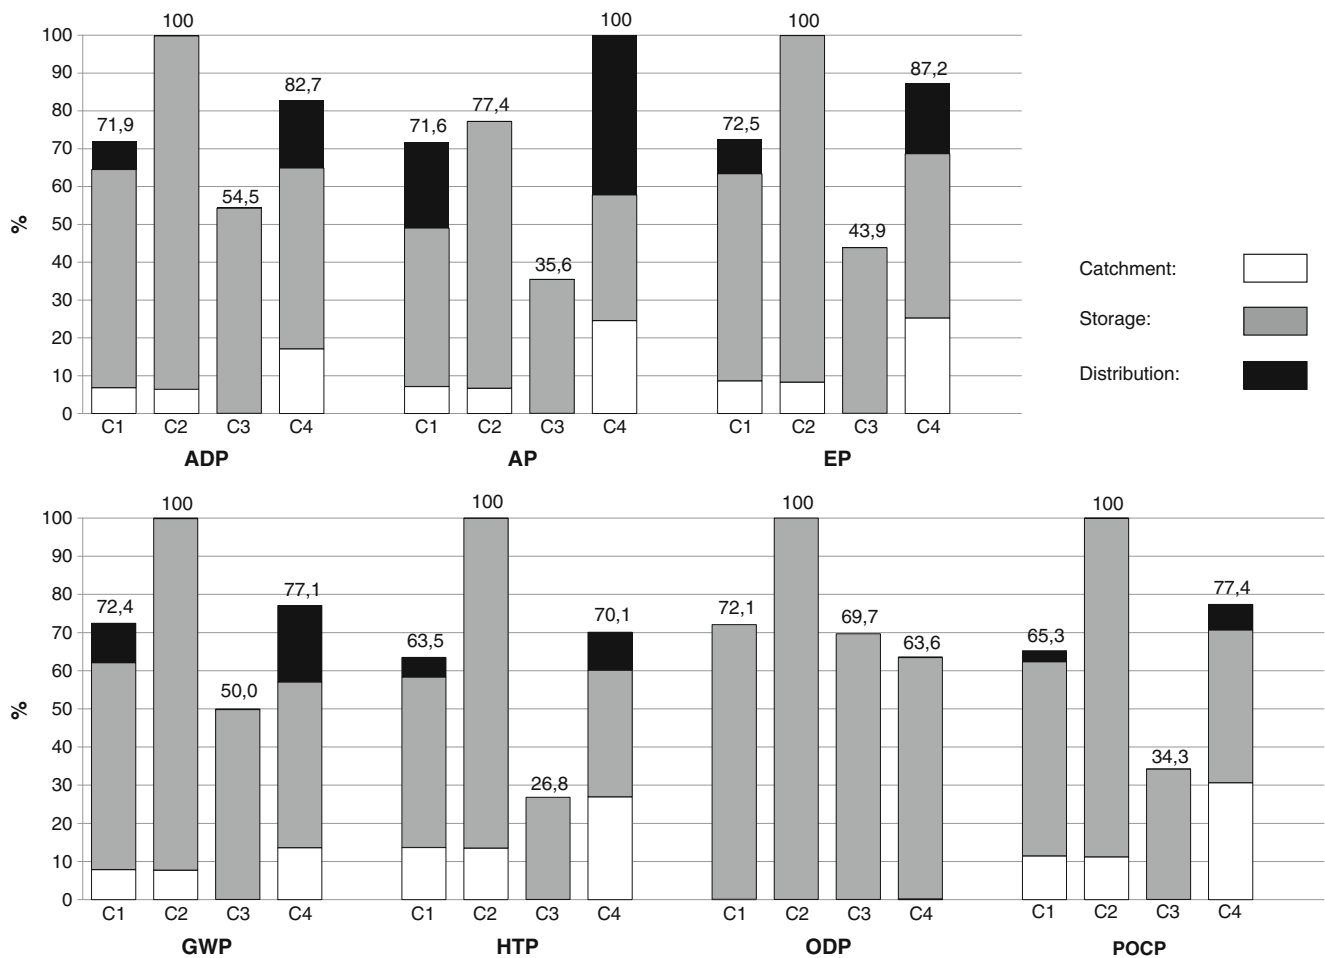 100 100 100
100
90
80
70
60
50
40
30
20
10
0
%
71,9 54,5 82,7
71,6 77,4 35,6
72,5 43,9 87,2
C1 C2 C3 C4 C1 C2 C3 C4 C1 C2 C3 C4
ADP AP EP
Catchment:
Storage:
Distribution:
100 100 100 100
100
90
80
70
60
50
40
30
20
10
0
%
72,4 50,0 77,1
63,5 26,8 70,1
72,1 69,7 63,6
65,3 34,3 77,4
C1 C2 C3 C4 C1 C2 C3 C4 C1 C2 C3 C4 C1 C2 C3 C4
GWP HTP ODP POCP